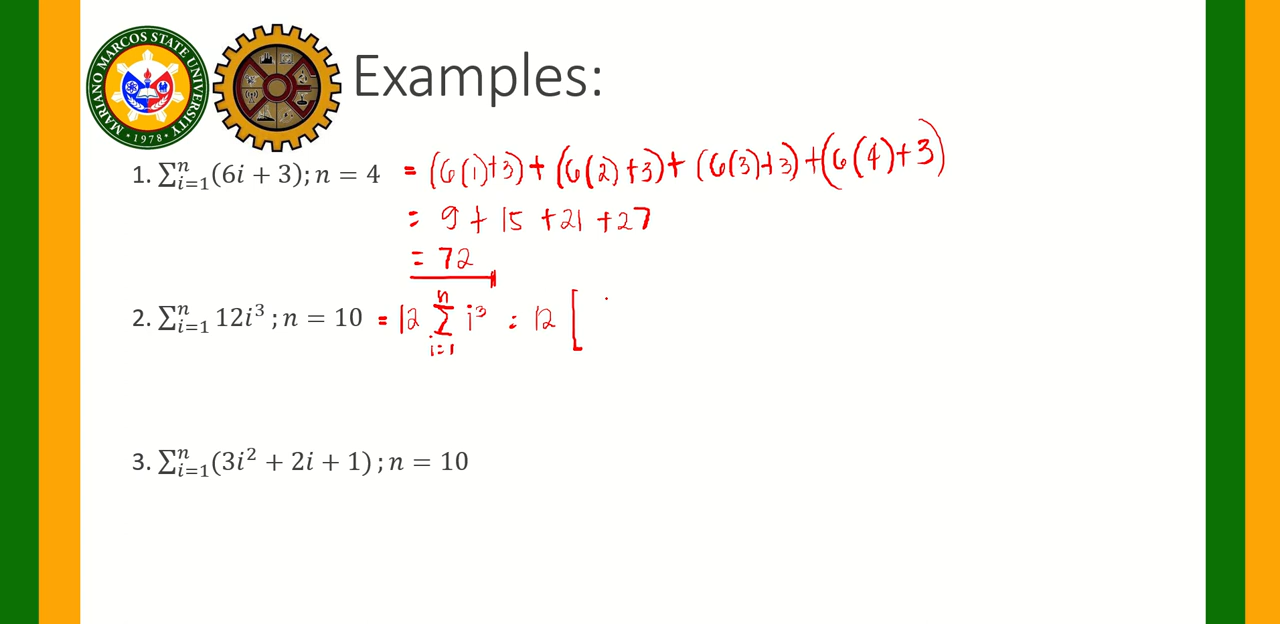 MARIANO MARCOS STATE UNIVERSITY
• 1978 •
Examples:
1. ∑ⁿᵢ₌₁(6i + 3); n = 4 = (6(1)+3) + (6(2)+3) + (6(3)+3) + (6(4)+3)
= 9 + 15 + 21 + 27
= 72
2. ∑ⁿᵢ₌₁ 12i³ ; n = 10 = 12 ∑ⁿᵢ₌₁ i³ = 12 [
3. ∑ⁿᵢ₌₁(3i² + 2i + 1) ; n = 10